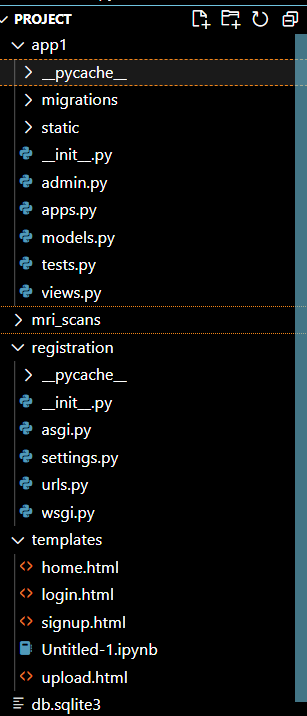 PROJECT
app1
__pycache__
migrations
static
__init__.py
admin.py
apps.py
models.py
tests.py
views.py
mri_scans
registration
__pycache__
__init__.py
asgi.py
settings.py
urls.py
wsgi.py
templates
home.html
login.html
signup.html
Untitled-1.ipynb
upload.html
db.sqlite3